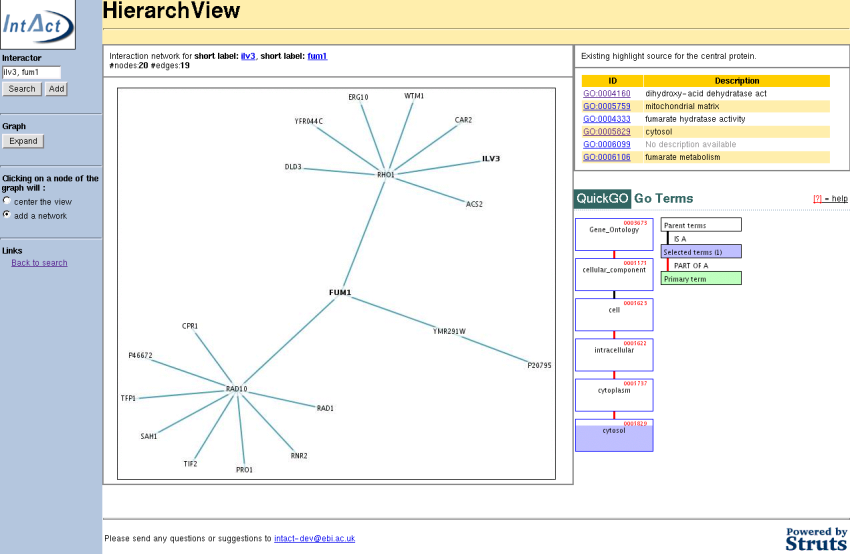 IntAct
HierarchView
Interactor
ilv3, fum1
Search Add
Graph
Expand
Clicking on a node of the
graph will :
center the view
add a network
Links
Back to search
Interaction network for short label: ilv3, short label: fum1
#nodes:20 #edges:19
ERG10
WTM1
YFR044C
CAR2
ILV3
DLD3
RHO1
ACS2
FUM1
CPR1
YMR291W
P46672
P20795
RAD10
TFP1
RAD1
SAH1
RNR2
TIF2
PRO1
Existing highlight source for the central protein.
ID Description
GO:0004160 dihydroxy-acid dehydratase act
GO:0005759 mitochondrial matrix
GO:0004333 fumarate hydratase activity
GO:0005829 cytosol
GO:0006099 No description available
GO:0006106 fumarate metabolism
QuickGO Go Terms
[?] = help
0003673
Gene_Ontology
cellular_component
cell
0001622
intracellular
0001737
cytoplasm
cytosol
Parent terms
IS A
Selected terms (1)
PART OF A
Primary term
Please send any questions or suggestions to intact-dev@ebi.ac.uk
Powered by
Struts